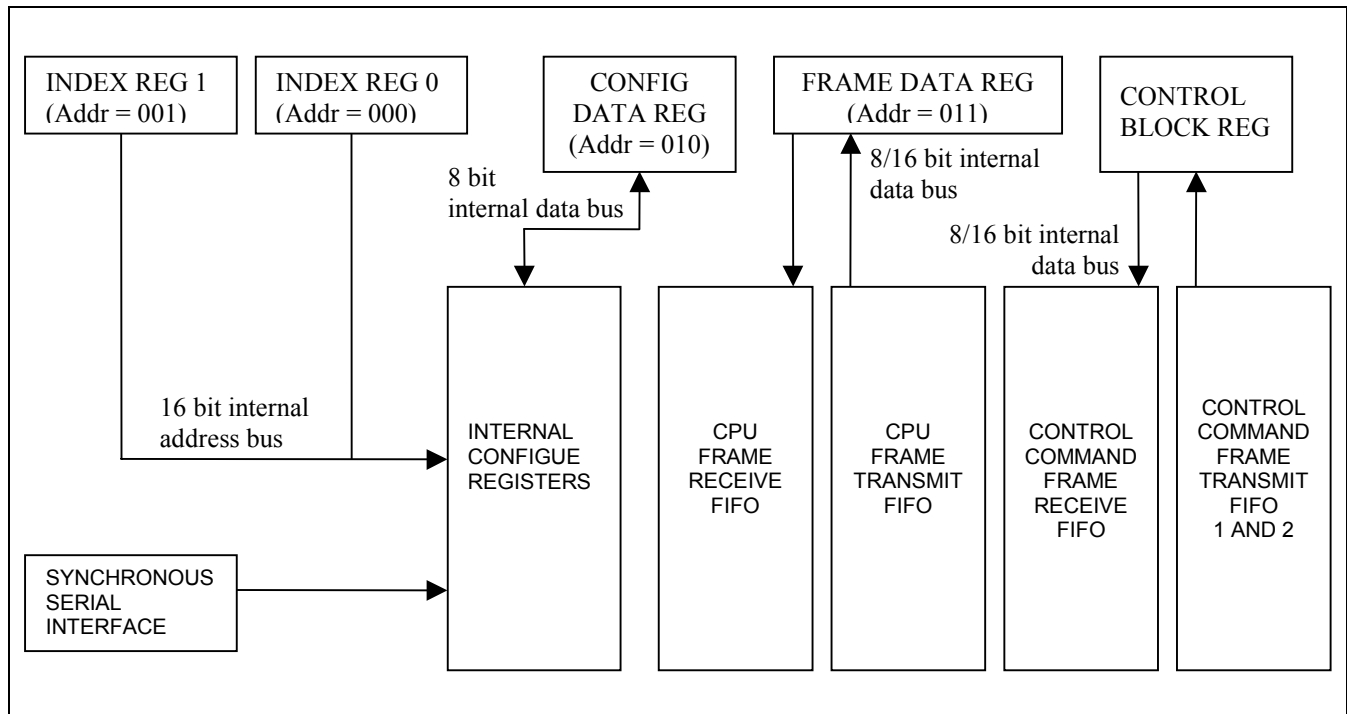 INDEX REG 1
(Addr = 001)
INDEX REG 0
(Addr = 000)
CONFIG
DATA REG
(Addr = 010)
FRAME DATA REG
(Addr = 011)
CONTROL
BLOCK REG
8 bit
internal data bus
8/16 bit internal
data bus
8/16 bit internal
data bus
16 bit internal
address bus
INTERNAL
CONFIGUE
REGISTERS
CPU
FRAME
RECEIVE
FIFO
CPU
FRAME
TRANSMIT
FIFO
CONTROL
COMMAND
FRAME
RECEIVE
FIFO
CONTROL
COMMAND
FRAME
TRANSMIT
FIFO
1 AND 2
SYNCHRONOUS
SERIAL
INTERFACE